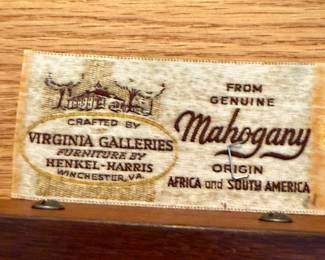 CRAFTED BY
VIRGINIA GALLERIES
FURNITURE BY
HENKEL-HARRIS
WINCHESTER, VA.
FROM
GENUINE
Mahogany
ORIGIN
AFRICA and SOUTH AMERICA